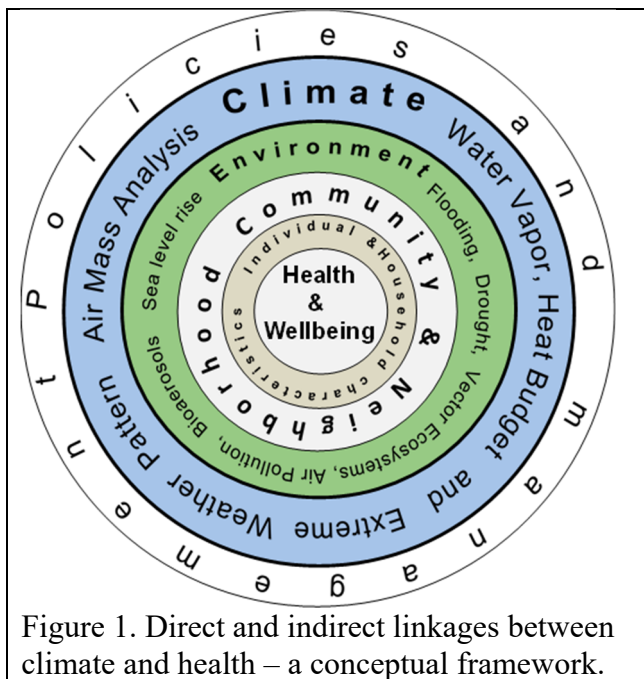 Policies and management
Climate
Air Mass Analysis
Water Vapor, Heat Budget and Extreme Weather Pattern
Environment
Sea level rise
Flooding, Drought, Vector Ecosystems, Air Pollution, Bioaerosols
Community & Neighborhood
Individual & Household characteristics
Health
&
Wellbeing
Figure 1. Direct and indirect linkages between
climate and health – a conceptual framework.